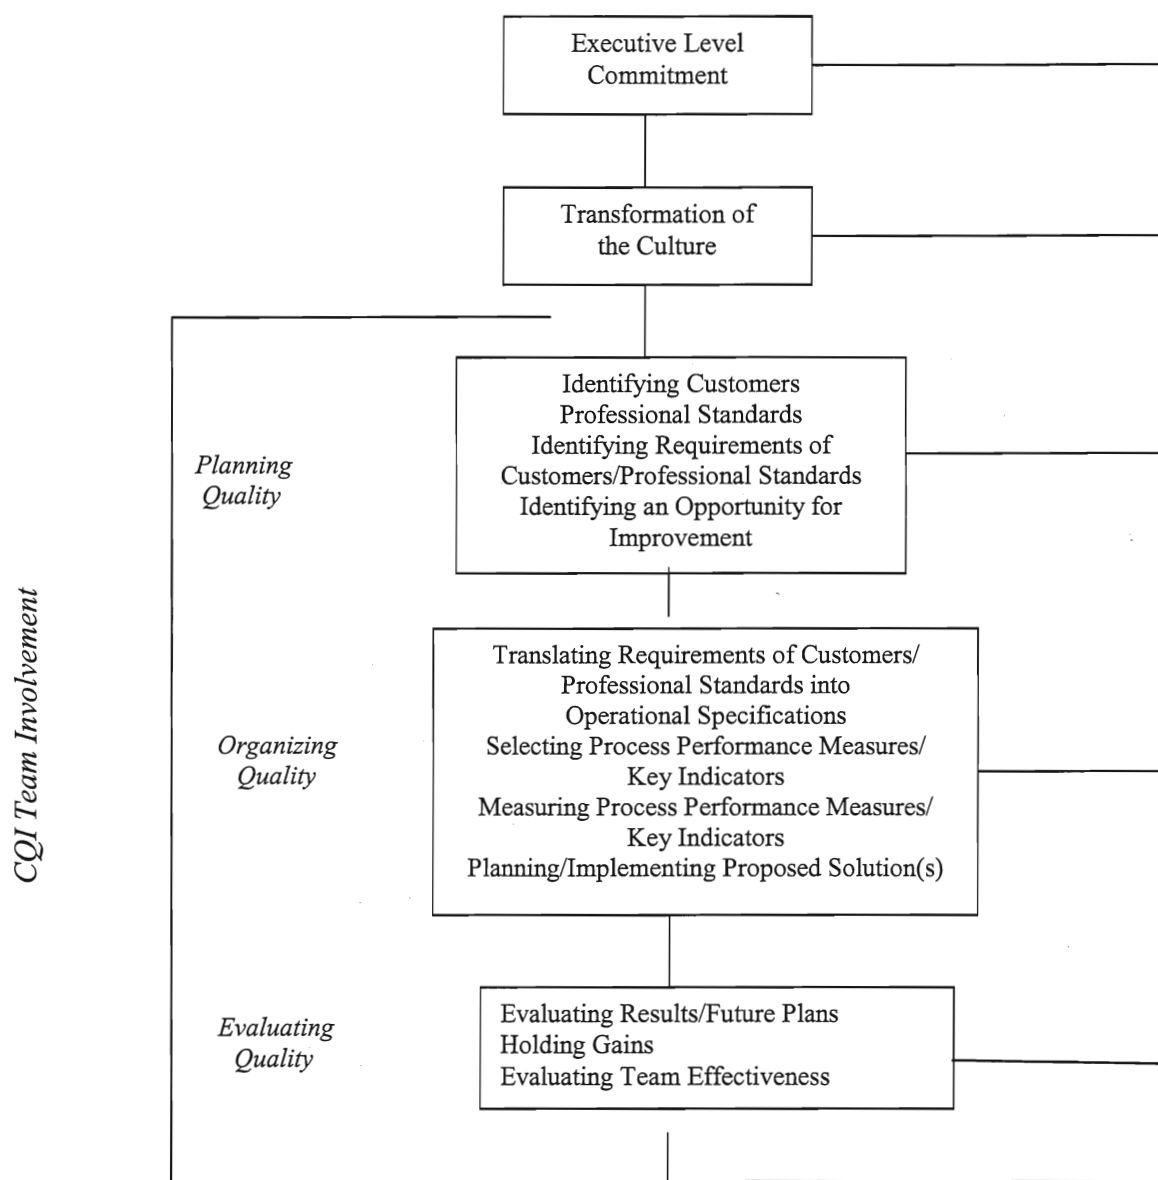 Executive Level
Commitment
Transformation of
the Culture
Identifying Customers
Professional Standards
Identifying Requirements of
Customers/Professional Standards
Identifying an Opportunity for
Improvement
Planning
Quality
Translating Requirements of Customers/
Professional Standards into
Operational Specifications
Selecting Process Performance Measures/
Key Indicators
Measuring Process Performance Measures/
Key Indicators
Planning/Implementing Proposed Solution(s)
Organizing
Quality
CQI Team Involvement
Evaluating Results/Future Plans
Holding Gains
Evaluating Team Effectiveness
Evaluating
Quality